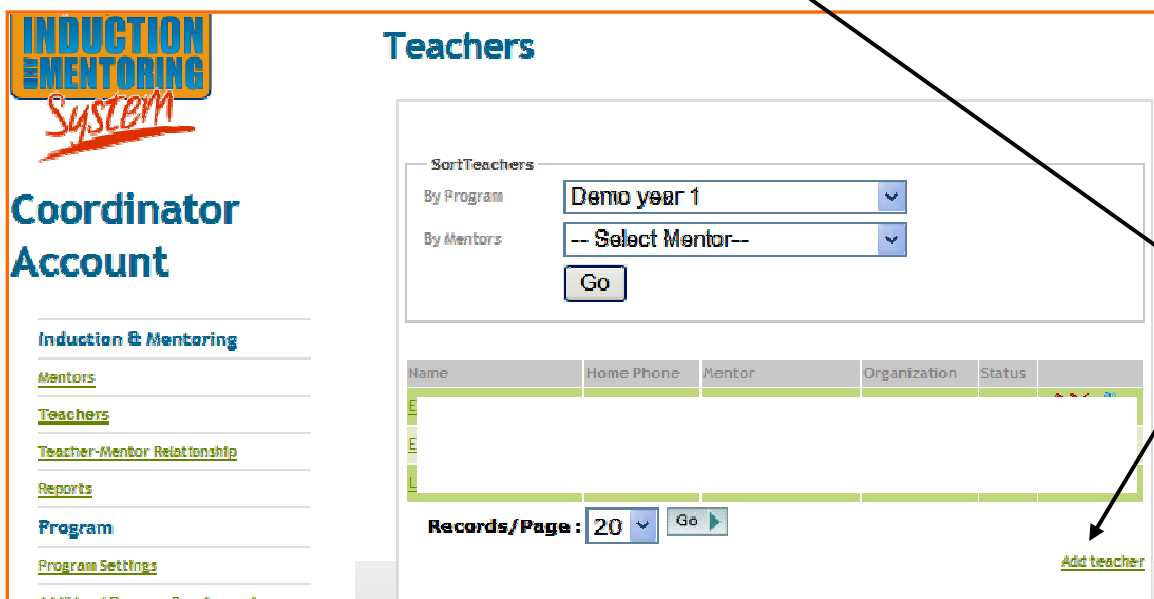 INDUCTION
AND
MENTORING
System
Coordinator
Account
Induction & Mentoring
Mentors
Teachers
Teacher-Mentor Relationship
Reports
Program
Program Settings
Teachers
SortTeachers
By Program Demo year 1
By Mentors -- Select Mentor--
Go
Name Home Phone Mentor Organization Status
E
E
L
Records/Page : 20 Go
Add teacher